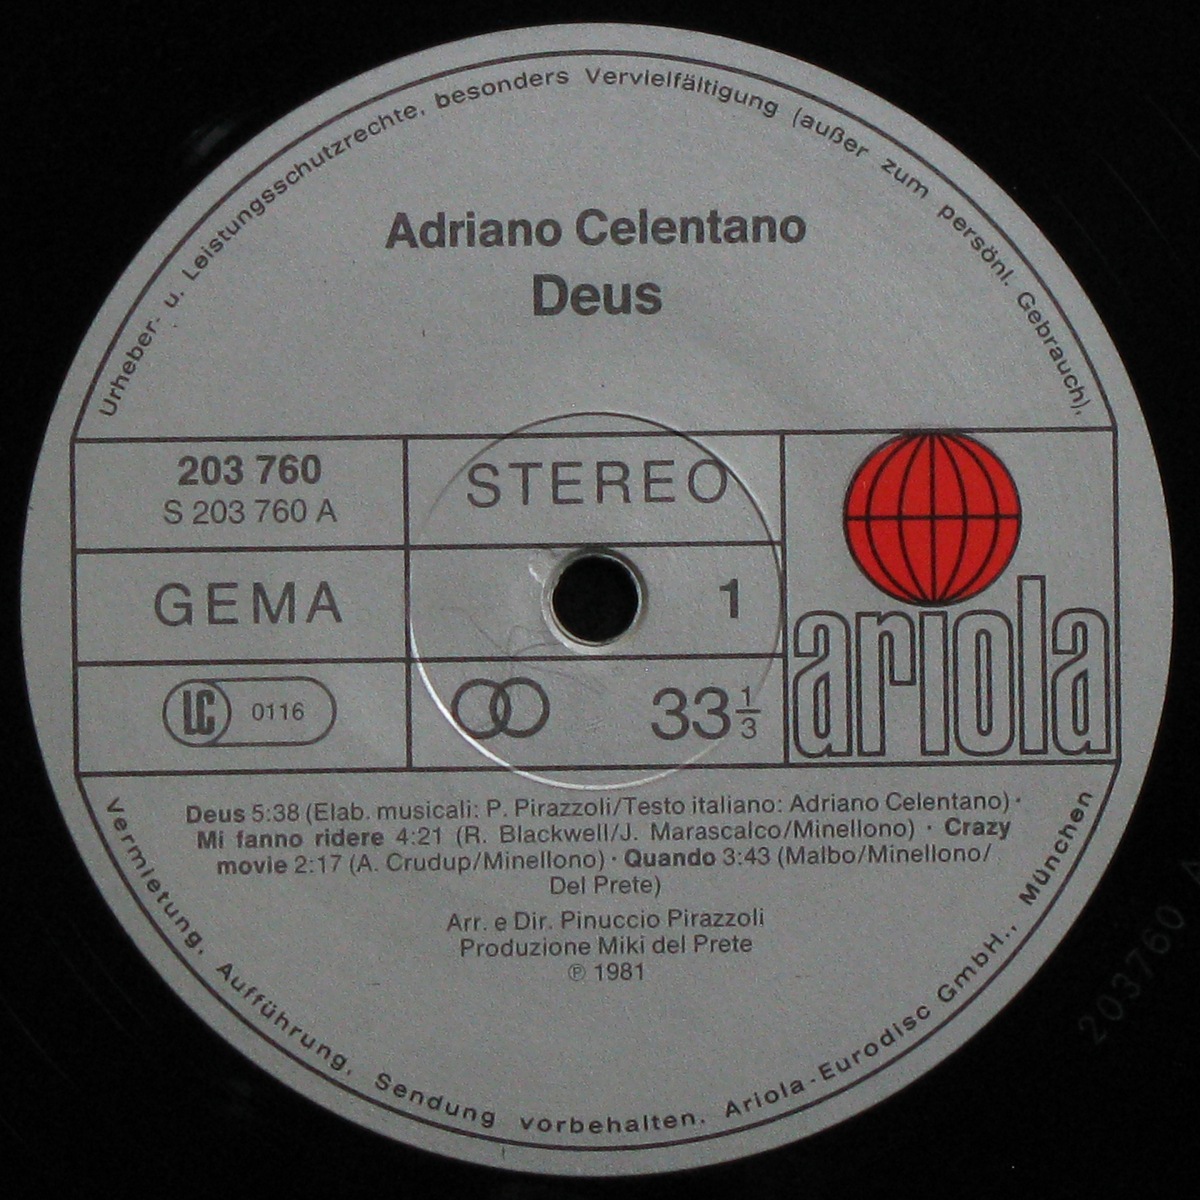 Urheber- u. Leistungsschutzrechte, besonders Vervielfältigung (außer zum persönl. Gebrauch),
Adriano Celentano
Deus
203 760
S 203 760 A
STEREO
GEMA
1
LC 0116
33 1/3
ariola
Deus 5:38 (Elab. musicali: P. Pirazzoli/Testo italiano: Adriano Celentano) ·
Mi fanno ridere 4:21 (R. Blackwell/J. Marascalco/Minellono) · Crazy
movie 2:17 (A. Crudup/Minellono) · Quando 3:43 (Malbo/Minellono/
Del Prete)
Arr. e Dir. Pinuccio Pirazzoli
Produzione Miki del Prete
℗ 1981
Vermietung, Aufführung, Sendung vorbehalten. Ariola-Eurodisc GmbH., München
203760 A